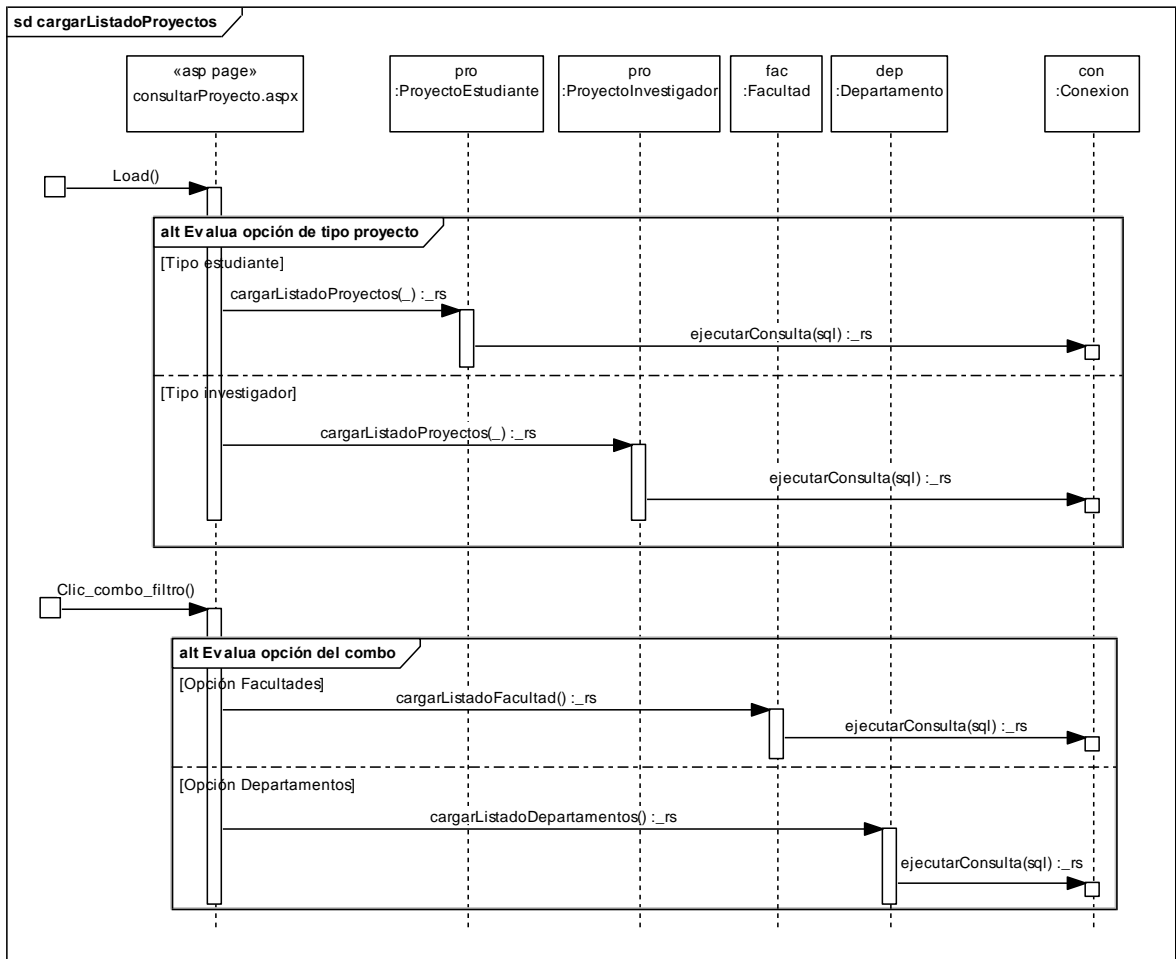 sd cargarListadoProyectos
«asp page»
consultarProyecto.aspx
pro
:ProyectoEstudiante
pro
:ProyectoInvestigador
fac
:Facultad
dep
:Departamento
con
:Conexion
Load()
alt Evalua opción de tipo proyecto
[Tipo estudiante]
cargarListadoProyectos(_) :_rs
ejecutarConsulta(sql) :_rs
[Tipo investigador]
cargarListadoProyectos(_) :_rs
ejecutarConsulta(sql) :_rs
Clic_combo_filtro()
alt Evalua opción del combo
[Opción Facultades]
cargarListadoFacultad() :_rs
ejecutarConsulta(sql) :_rs
[Opción Departamentos]
cargarListadoDepartamentos() :_rs
ejecutarConsulta(sql) :_rs